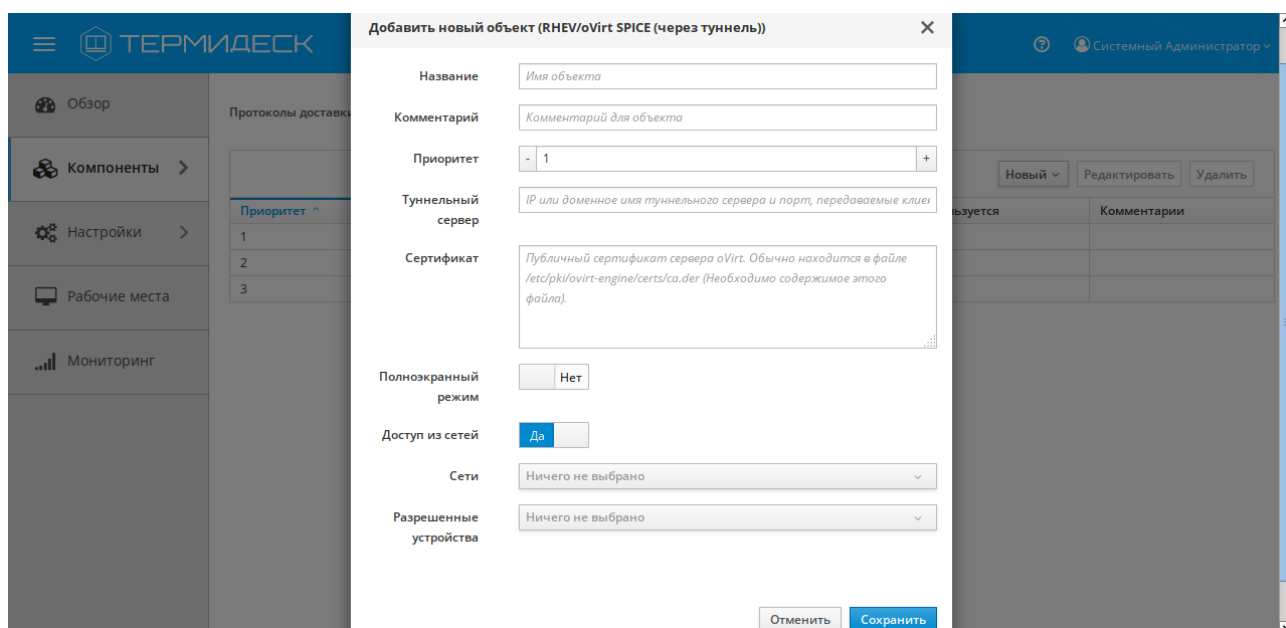 Добавить новый объект (RHEV/oVirt SPICE (через туннель))
ТЕРМИДЕСК
Системный Администратор
Обзор
Компоненты
Настройки
Рабочие места
Мониторинг
Протоколы доставки
Новый
Редактировать
Удалить
Приоритет
ьзуется
Комментарии
1
2
3
Название
Имя объекта
Комментарий
Комментарий для объекта
Приоритет
- 1 +
Туннельный
сервер
IP или доменное имя туннельного сервера и порт, передаваемые клие
Сертификат
Публичный сертификат сервера oVirt. Обычно находится в файле
/etc/pki/ovirt-engine/certs/ca.der (Необходимо содержимое этого
файла).
Полноэкранный
режим
Нет
Доступ из сетей
Да
Сети
Ничего не выбрано
Разрешенные
устройства
Ничего не выбрано
Отменить
Сохранить